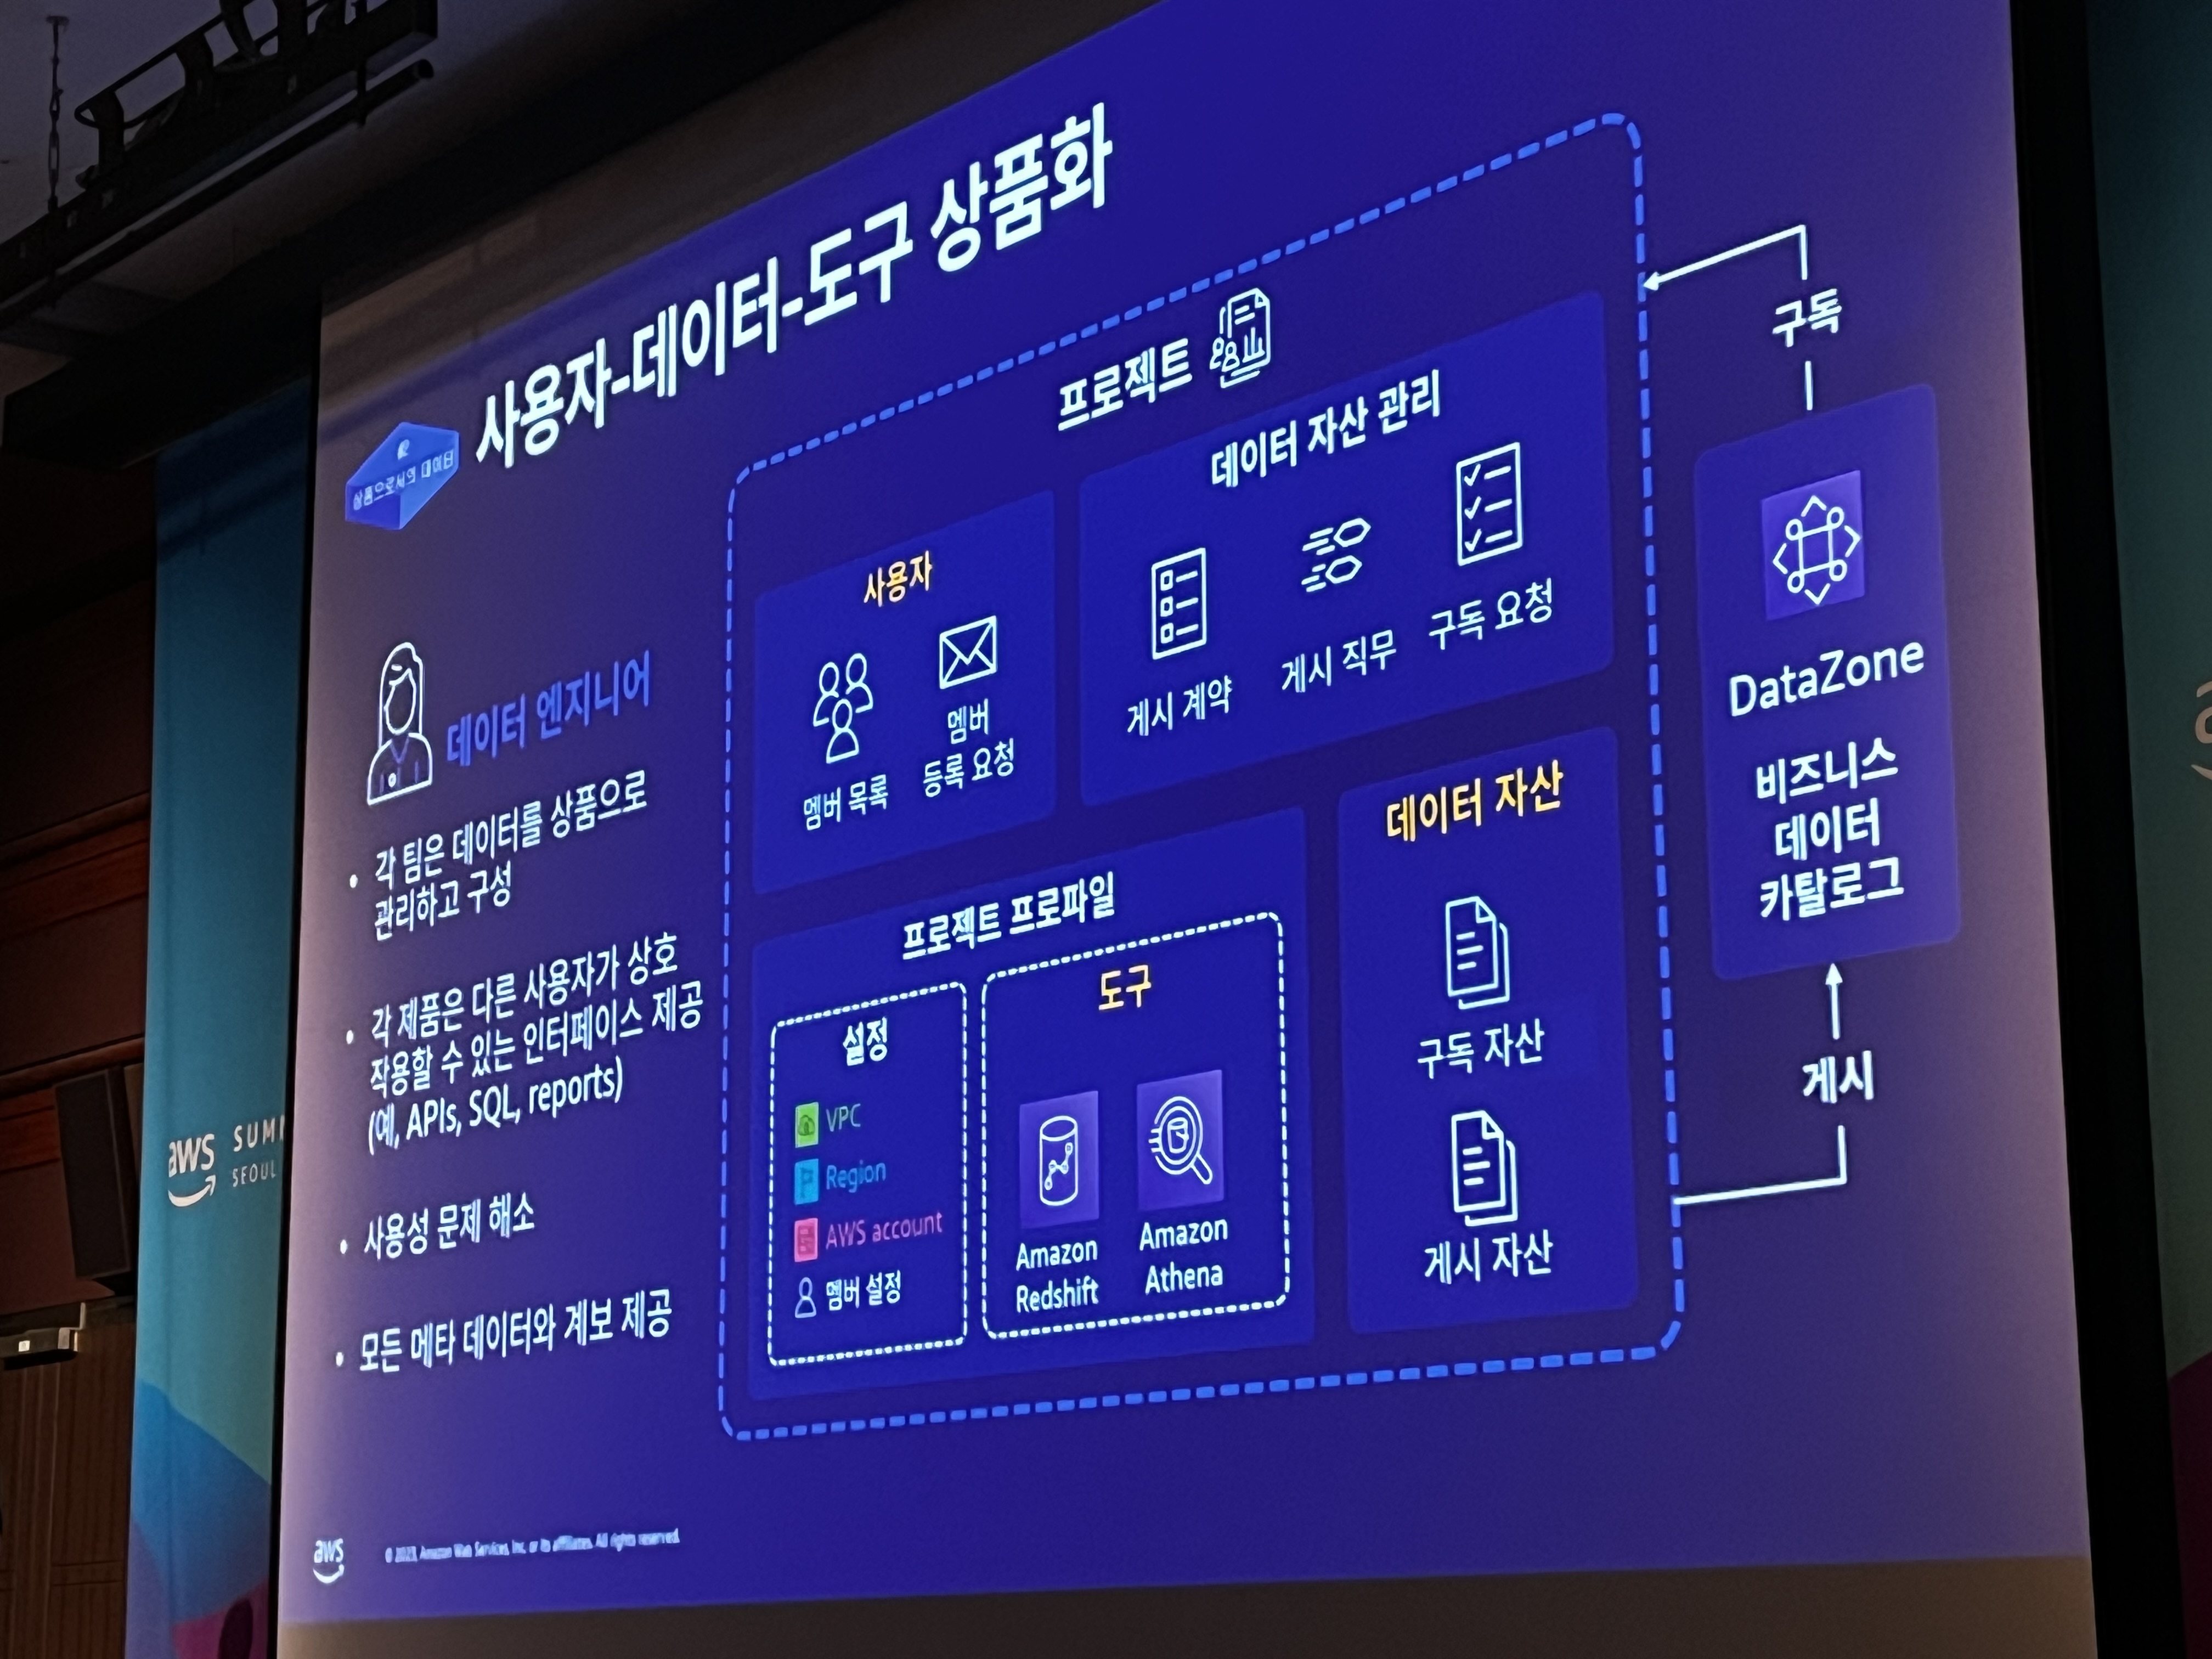 사용자-데이터-도구 상품화
상품으로서의 데이터
데이터 엔지니어
• 각 팀은 데이터를 상품으로
관리하고 구성
• 각 제품은 다른 사용자가 상호
작용할 수 있는 인터페이스 제공
(예, APIs, SQL, reports)
• 사용성 문제 해소
• 모든 메타 데이터와 계보 제공
프로젝트
사용자
멤버 목록
멤버
등록 요청
데이터 자산 관리
게시 계약
게시 직무
구독 요청
프로젝트 프로파일
설정
VPC
Region
AWS account
멤버 설정
도구
Amazon
Redshift
Amazon
Athena
데이터 자산
구독 자산
게시 자산
구독
DataZone
비즈니스
데이터
카탈로그
게시
aws
© 2023, Amazon Web Services, Inc. or its affiliates. All rights reserved.
aws
SEOUL